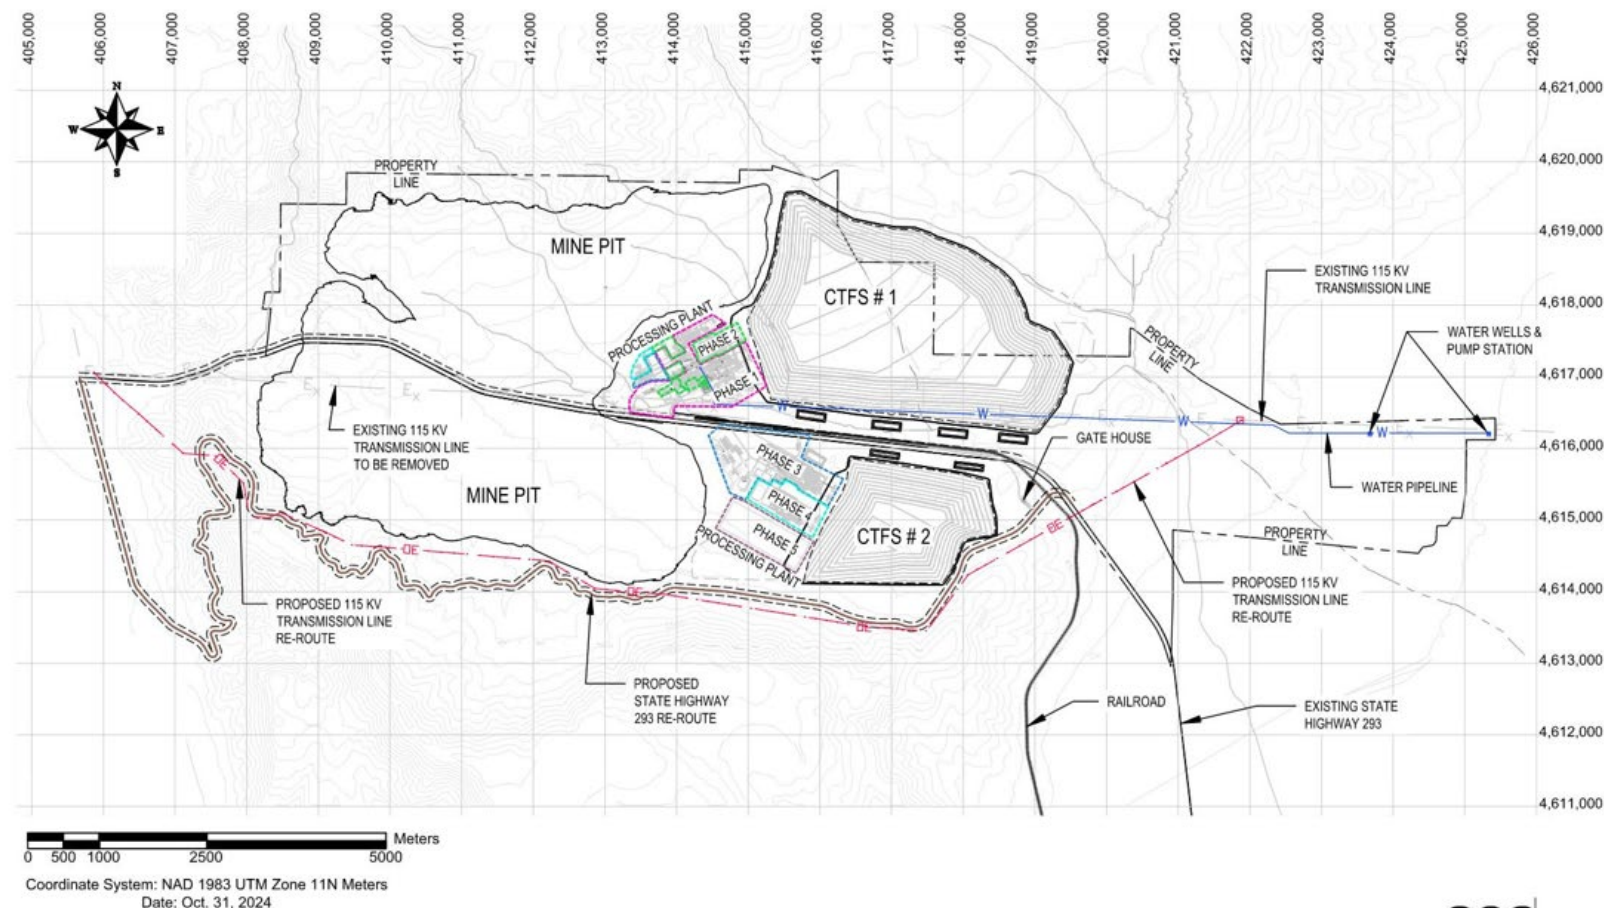 405,000
406,000
407,000
408,000
409,000
410,000
411,000
412,000
413,000
414,000
415,000
416,000
417,000
418,000
419,000
420,000
421,000
422,000
423,000
424,000
425,000
426,000
4,621,000
4,620,000
4,619,000
4,618,000
4,617,000
4,616,000
4,615,000
4,614,000
4,613,000
4,612,000
4,611,000
N
W
E
S
PROPERTY
LINE
MINE PIT
CTFS # 1
EXISTING 115 KV
TRANSMISSION LINE
PROCESSING PLANT
PHASE 2
PHASE 1
PROPERTY
LINE
WATER WELLS &
PUMP STATION
E
E
E
W
W
W
W
E
E
E
EXISTING 115 KV
TRANSMISSION LINE
TO BE REMOVED
GATE HOUSE
MINE PIT
PHASE 3
PHASE 4
PHASE 5
PROCESSING PLANT
CTFS # 2
WATER PIPELINE
PROPERTY
LINE
PROPOSED 115 KV
TRANSMISSION LINE
RE-ROUTE
PROPOSED 115 KV
TRANSMISSION LINE
RE-ROUTE
PROPOSED
STATE HIGHWAY
293 RE-ROUTE
RAILROAD
EXISTING STATE
HIGHWAY 293
Meters
0 500 1000 2500 5000
Coordinate System: NAD 1983 UTM Zone 11N Meters
Date: Oct. 31, 2024